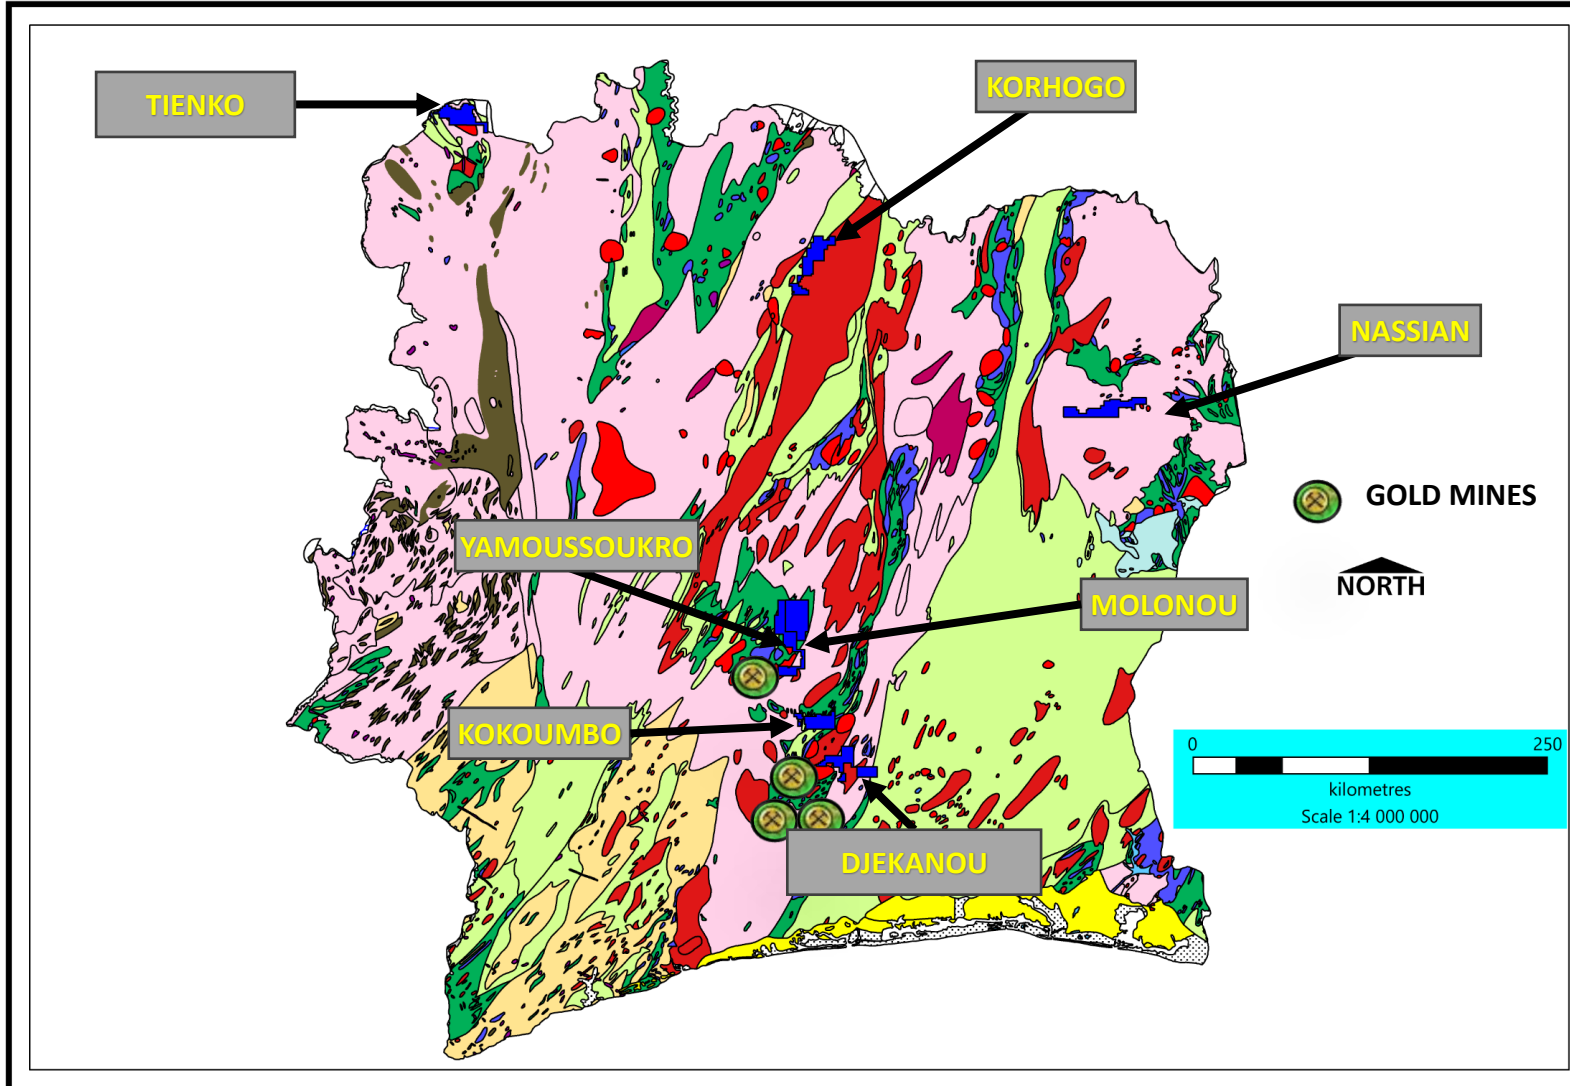 TIENKO
KORHOGO
NASSIAN
GOLD MINES
YAMOUSSOUKRO
NORTH
MOLONOU
KOKOUMBO
0 250
kilometres
Scale 1:4 000 000
DJEKANOU